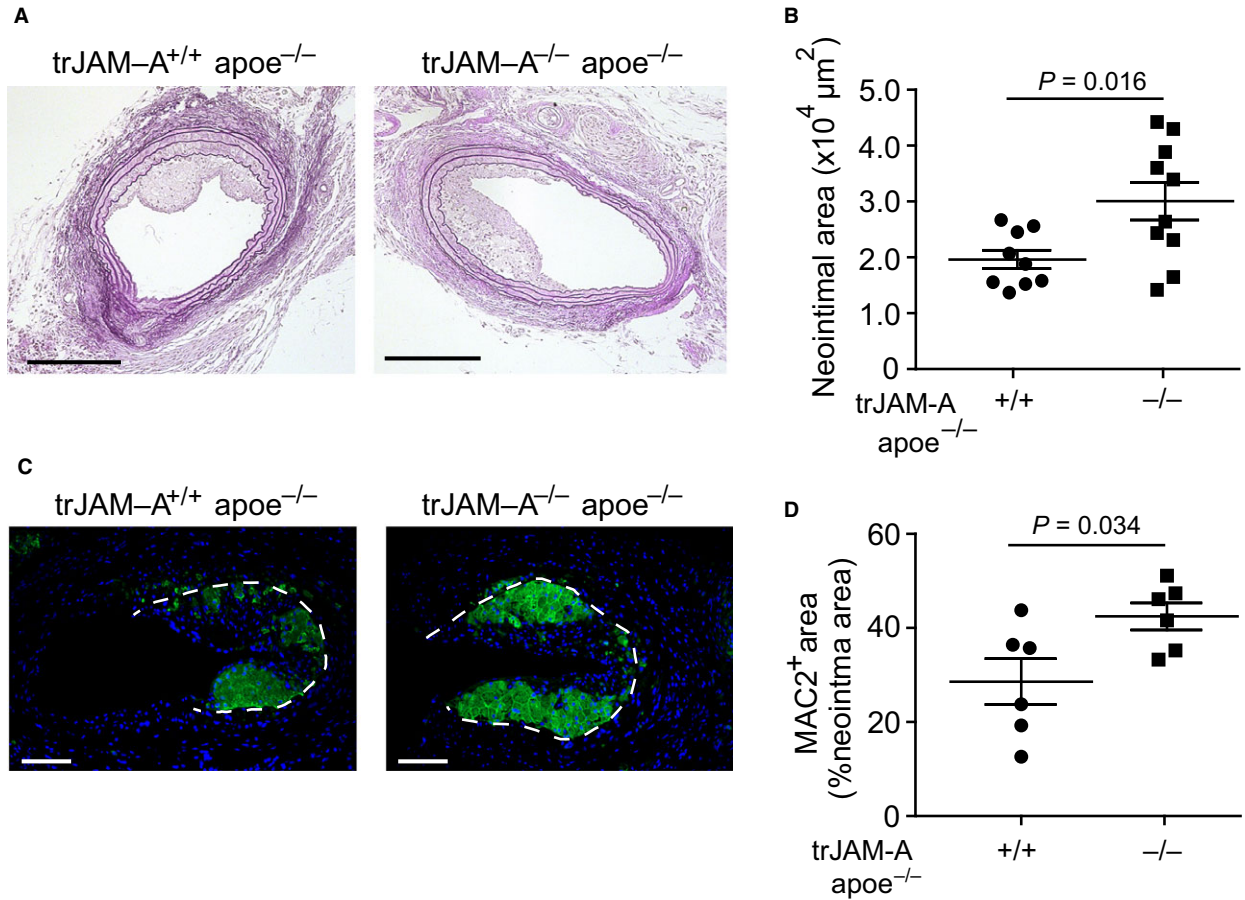 A
trJAM–A+/+ apoe–/–
trJAM–A–/– apoe–/–
B
P = 0.016
Neointimal area (x10⁴ µm²)
5.0
4.0
3.0
2.0
1.0
0
trJAM-A
apoe–/–
+/+
–/–
C
trJAM–A+/+ apoe–/–
trJAM–A–/– apoe–/–
D
P = 0.034
MAC2+ area
(%neointma area)
60
40
20
0
trJAM-A
apoe–/–
+/+
–/–